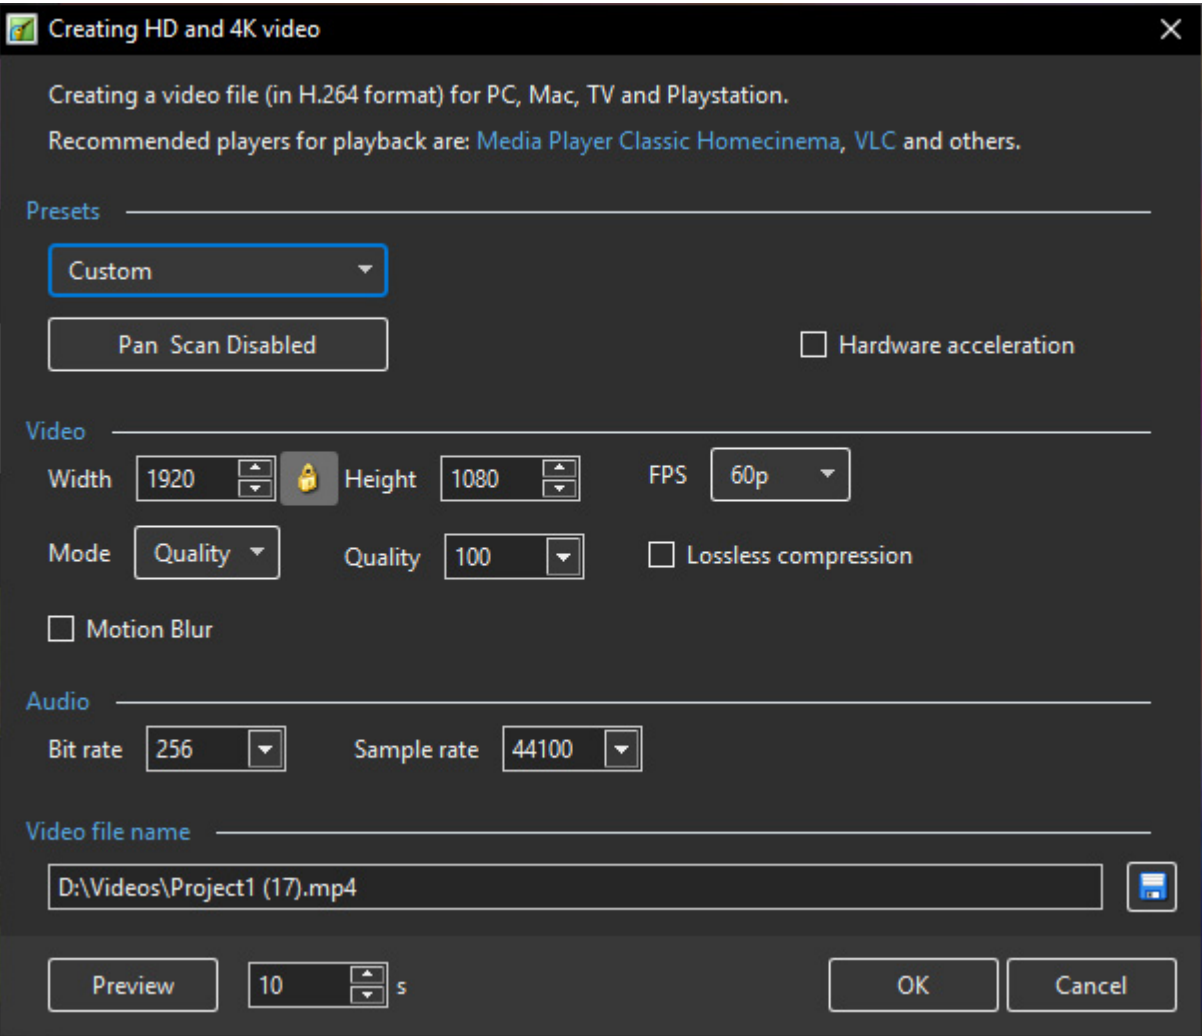 Creating HD and 4K video
Creating a video file (in H.264 format) for PC, Mac, TV and Playstation.
Recommended players for playback are: Media Player Classic Homecinema, VLC and others.
Presets
Custom
Pan  Scan Disabled Hardware acceleration
Video
Width 1920 Height 1080 FPS 60p
Mode Quality Quality 100 Lossless compression
Motion Blur
Audio
Bit rate 256 Sample rate 44100
Video file name
D:\Videos\Project1 (17).mp4
Preview 10 s OK Cancel